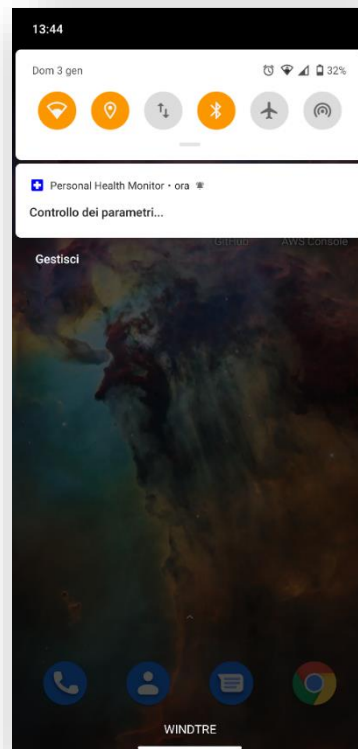 13:44
Dom 3 gen 32%
Personal Health Monitor • ora
Controllo dei parametri...
GitHub AWS Console
Gestisci
WINDTRE